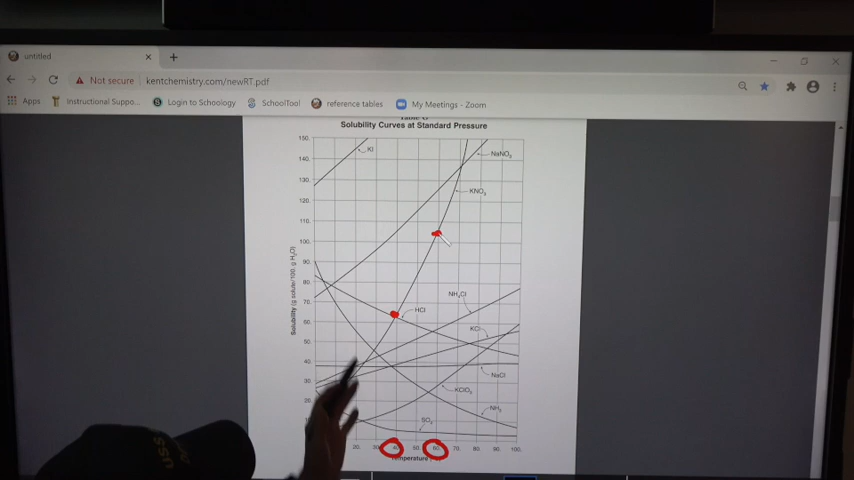 untitled
Not secure kentchemistry.com/newRT.pdf
Apps Instructional Suppo... Login to Schoology SchoolTool reference tables My Meetings - Zoom
Solubility Curves at Standard Pressure
150.
KI
NaNO₃
140.
130.
KNO₃
120.
110.
100.
90.
80.
NH₄Cl
70.
HCl
60.
KCl
50.
40.
NaCl
30.
KClO₃
20.
NH₃
SO₂
20. 30. 40. 50. 60. 70. 80. 90. 100.
Solubility (g solute/100. g H₂O)
USS